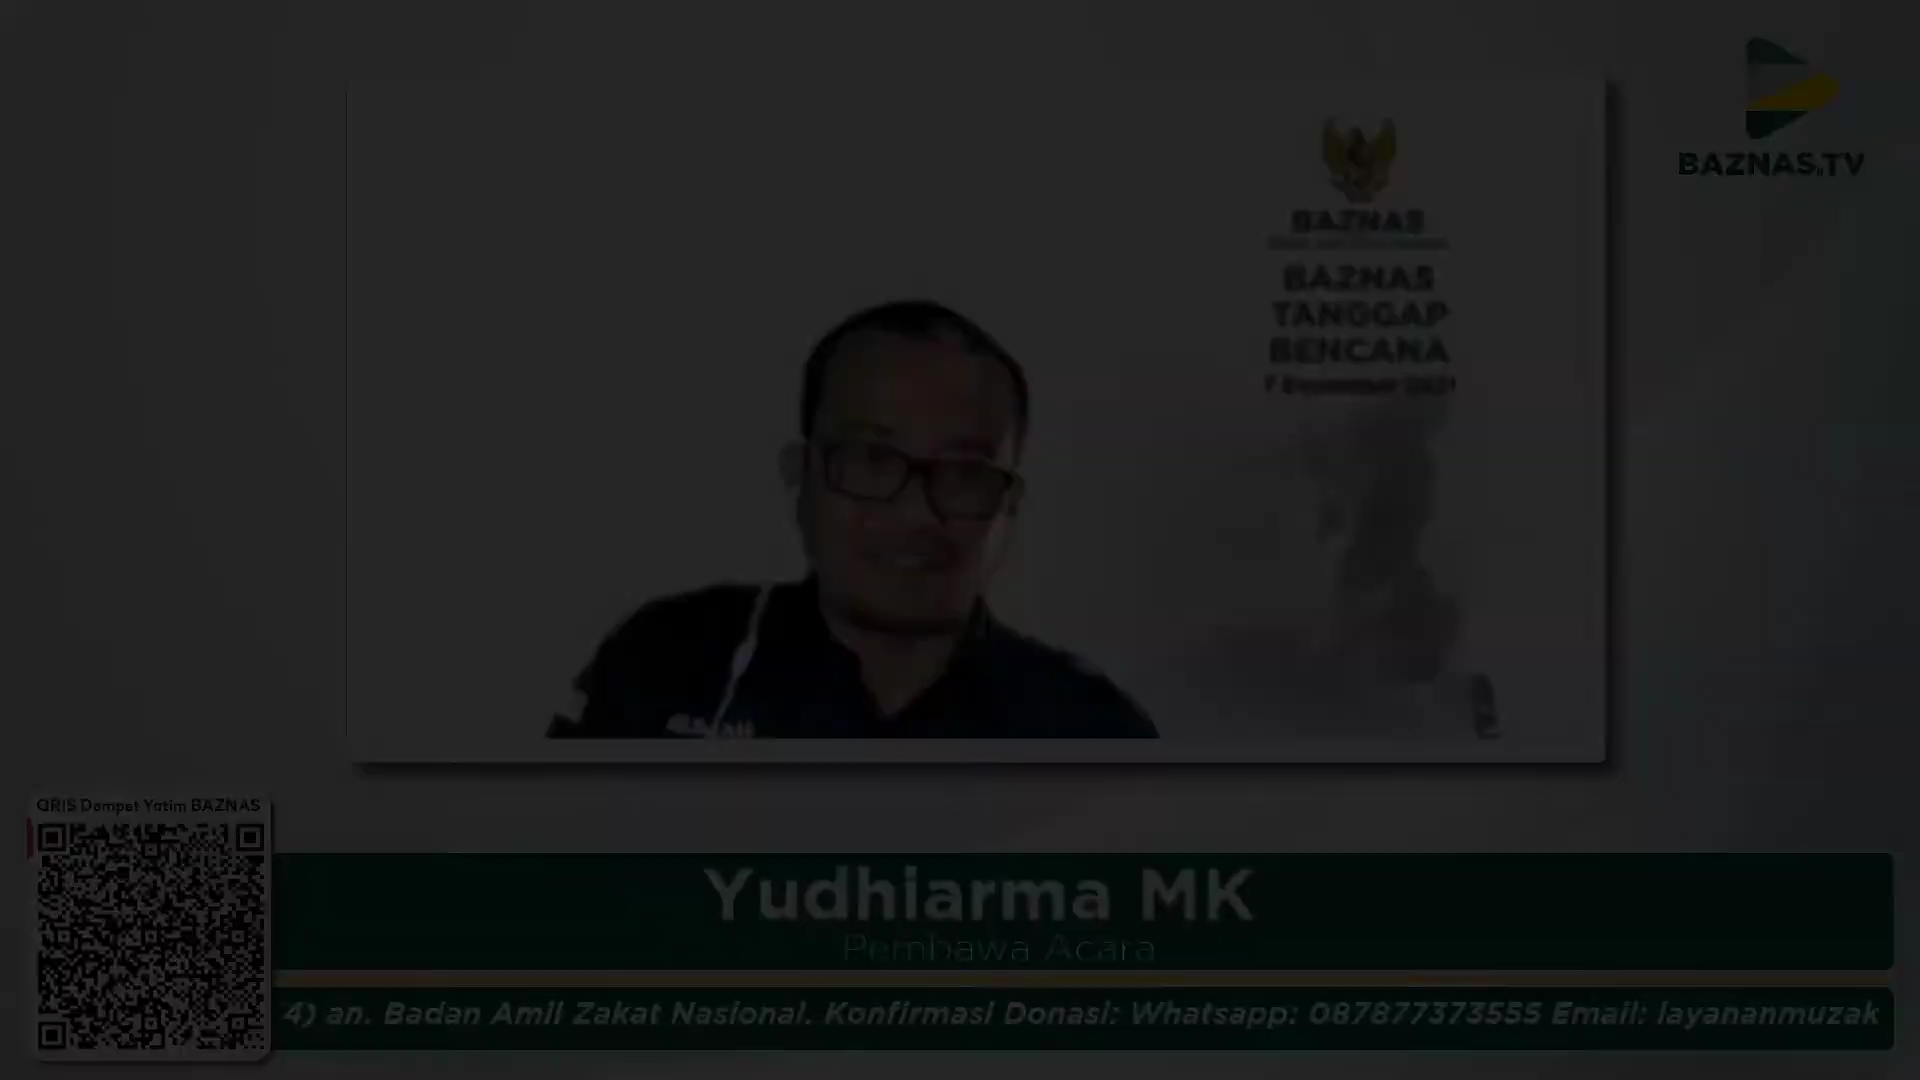 BAZNAS.TV
BAZNAS
BAZNAS
TANGGAP
BENCANA
QRIS Dompet Yatim BAZNAS
Yudhiarma MK
Pembawa Acara
4) an. Badan Amil Zakat Nasional. Konfirmasi Donasi: Whatsapp: 087877373555 Email: layananmuzak